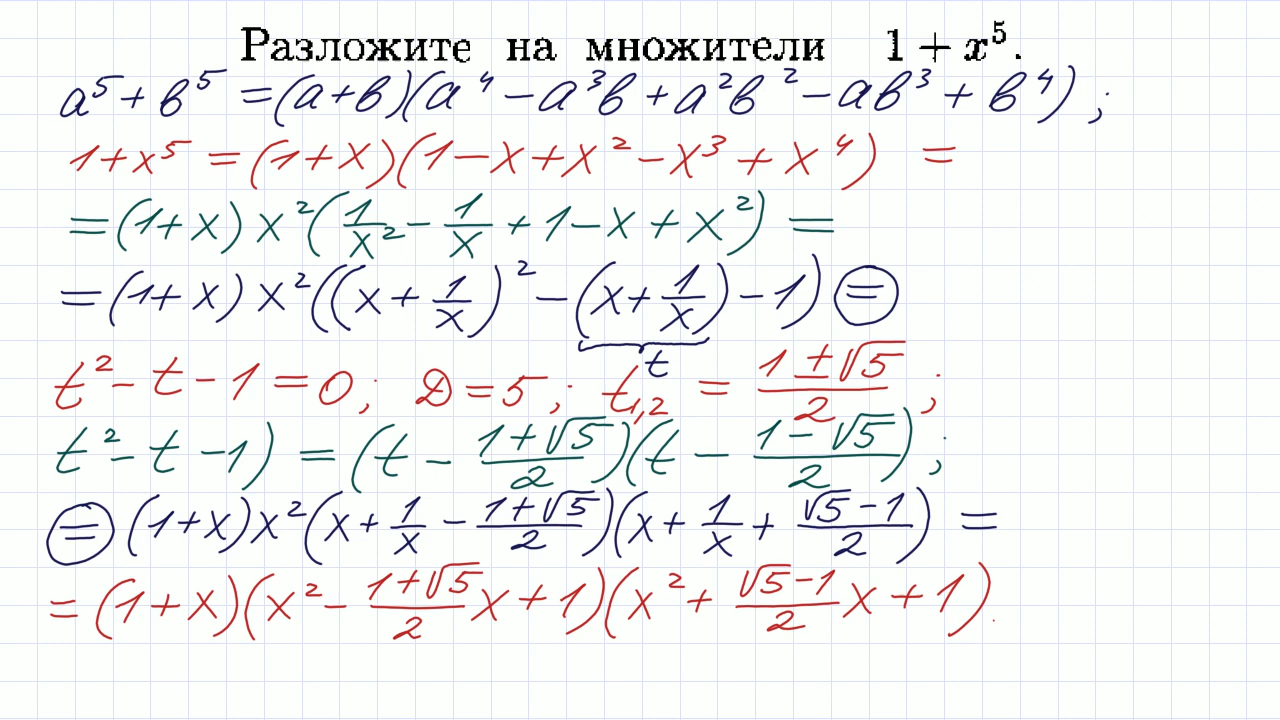 Разложите на множители 1 + x⁵.
a⁵ + b⁵ = (a+b)(a⁴ − a³b + a²b² − ab³ + b⁴) ;
1 + x⁵ = (1+x)(1 − x + x² − x³ + x⁴) =
= (1+x) x² (1/x² − 1/x + 1 − x + x²) =
= (1+x) x² ((x + 1/x)² − (x + 1/x) − 1) =
t
t² − t − 1 = 0 ; D = 5 ; t₁,₂ = (1 ± √5)/2 ;
t² − t − 1) = (t − (1+√5)/2)(t − (1−√5)/2) ;
= (1+x) x² (x + 1/x − (1+√5)/2)(x + 1/x + (√5−1)/2) =
= (1+x)(x² − (1+√5)/2 x + 1)(x² + (√5−1)/2 x + 1)